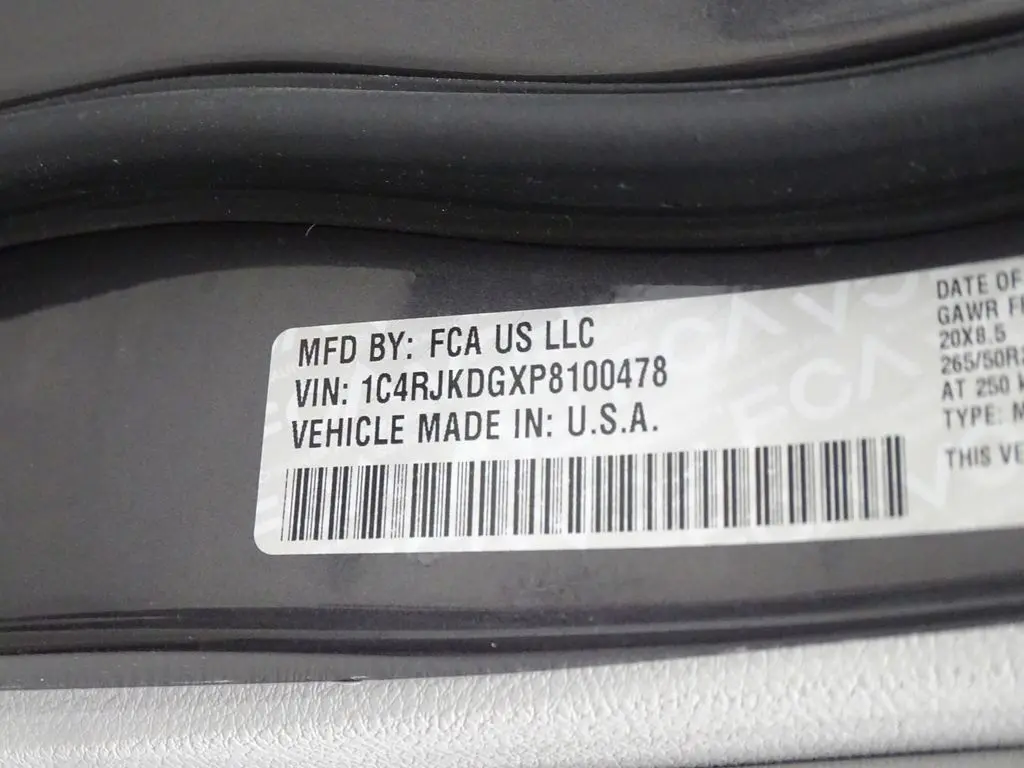 MFD BY: FCA US LLC
VIN: 1C4RJKDGXP8100478
VEHICLE MADE IN: U.S.A.
DATE OF
GAWR
20X8.5
265/50R
AT 250
TYPE:
THIS